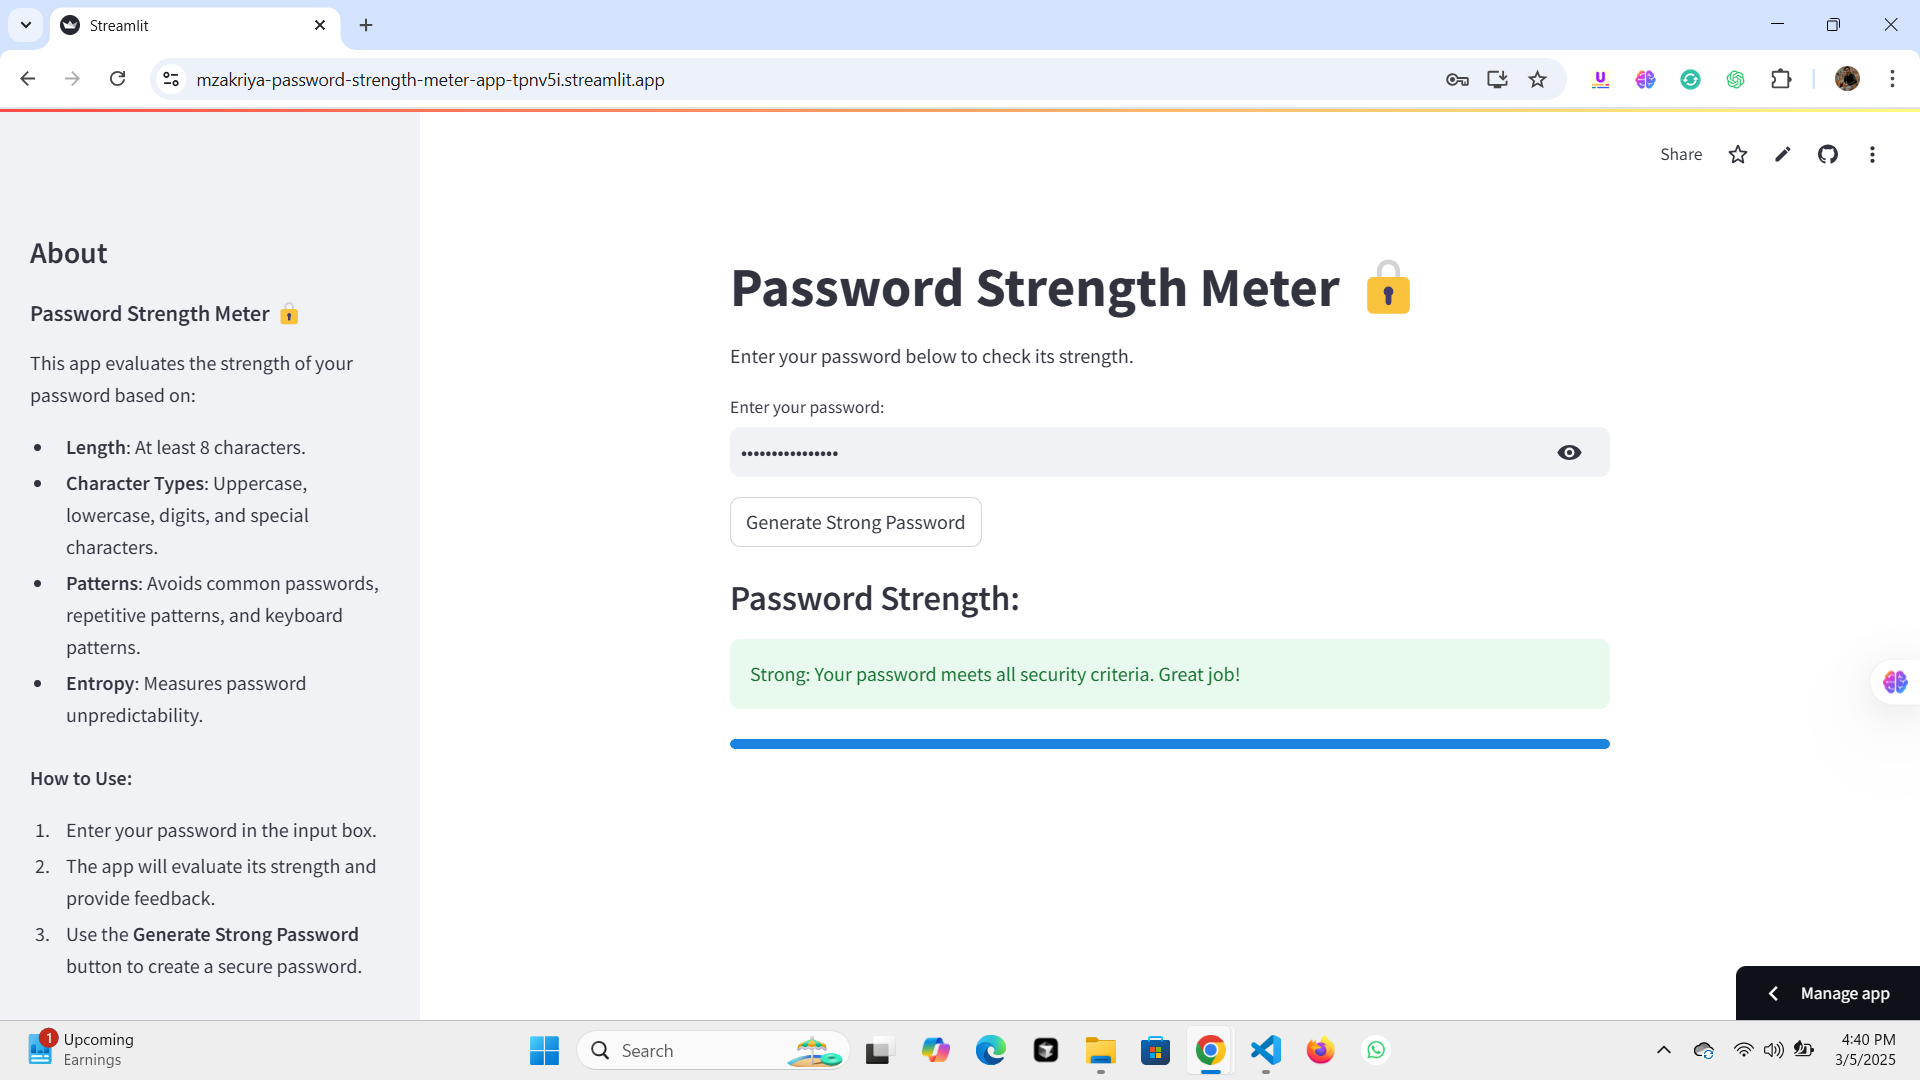 Streamlit
mzakriya-password-strength-meter-app-tpnv5i.streamlit.app
Share
About
Password Strength Meter
This app evaluates the strength of your
password based on:
Length: At least 8 characters.
Character Types: Uppercase,
lowercase, digits, and special
characters.
Patterns: Avoids common passwords,
repetitive patterns, and keyboard
patterns.
Entropy: Measures password
unpredictability.
How to Use:
1. Enter your password in the input box.
2. The app will evaluate its strength and
provide feedback.
3. Use the Generate Strong Password
button to create a secure password.
Password Strength Meter
Enter your password below to check its strength.
Enter your password:
••••••••••••••••
Generate Strong Password
Password Strength:
Strong: Your password meets all security criteria. Great job!
Manage app
1
Upcoming
Earnings
Search
4:40 PM
3/5/2025